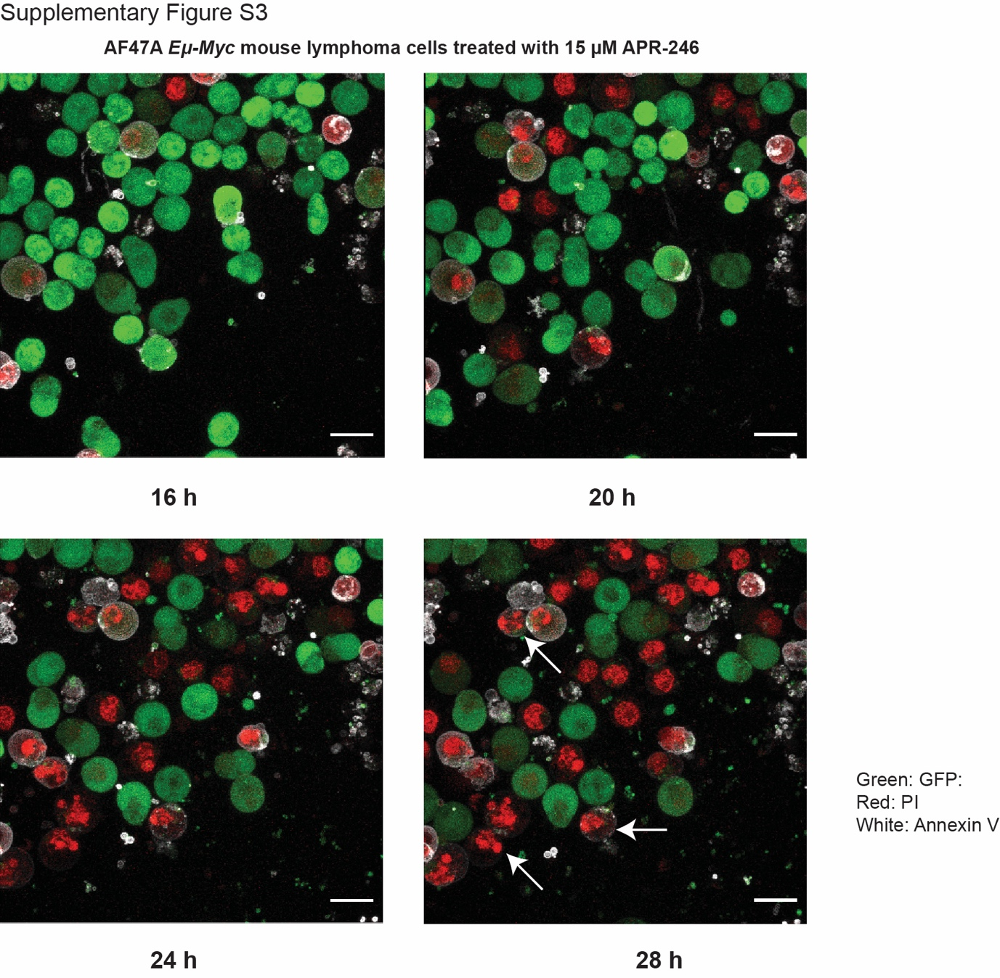 Supplementary Figure S3
AF47A Eμ-Myc mouse lymphoma cells treated with 15 μM APR-246
16 h
20 h
24 h
28 h
Green: GFP:
Red: PI
White: Annexin V